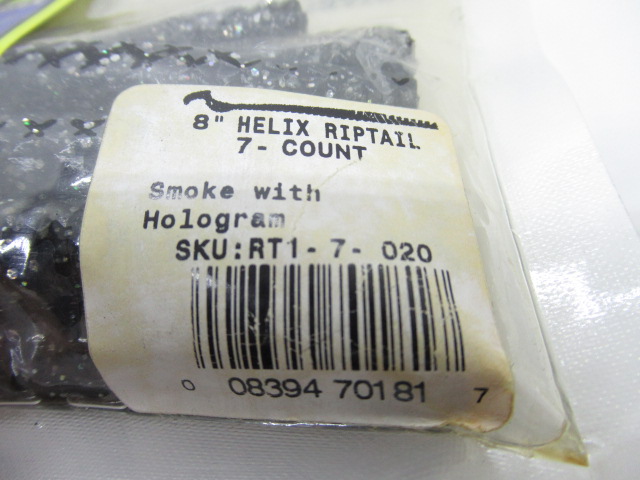 8" HELIX RIPTAIL
7- COUNT
Smoke with
Hologram
SKU:RT1-7-020
0 08394 70181 7